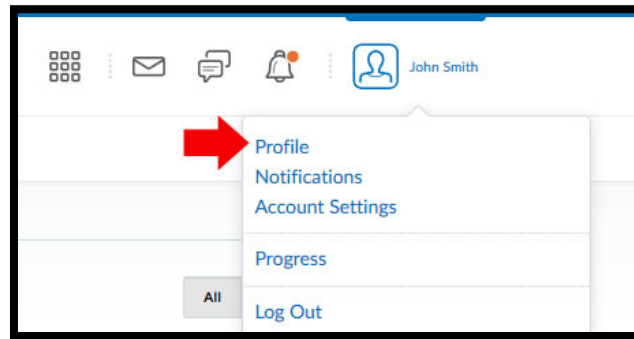 John Smith
Profile
Notifications
Account Settings
Progress
All
Log Out